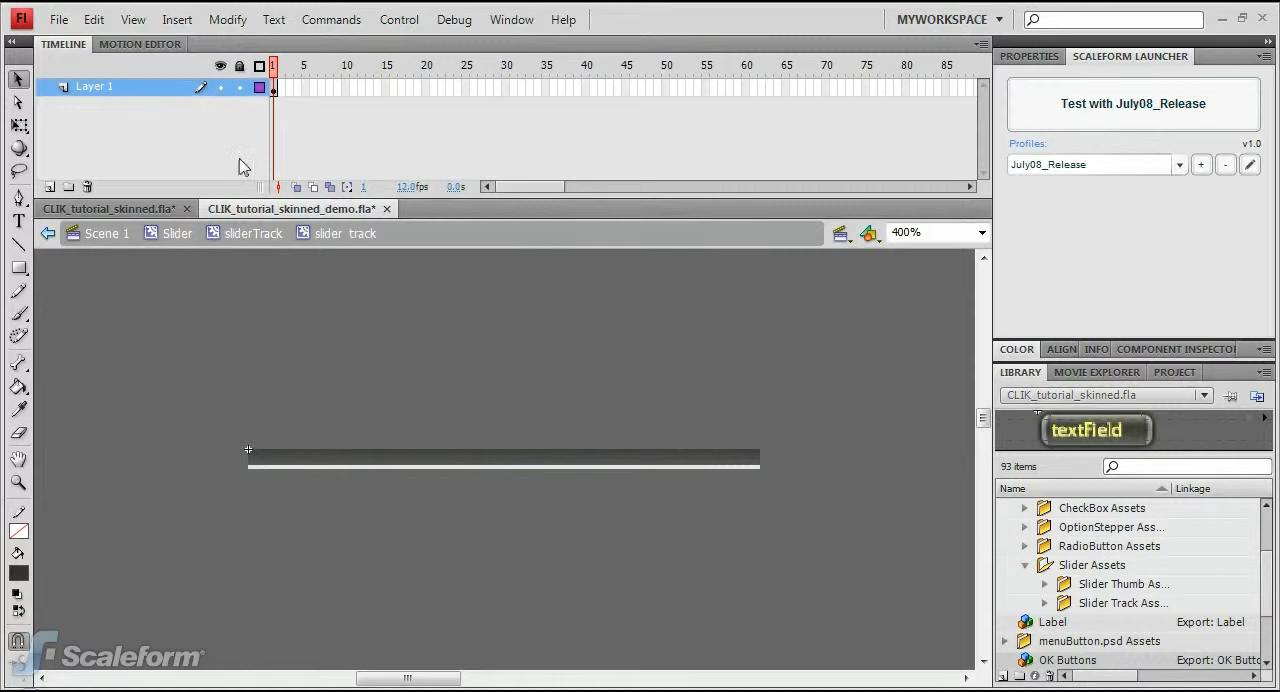 Fl File Edit View Insert Modify Text Commands Control Debug Window Help MYWORKSPACE
TIMELINE MOTION EDITOR
1 5 10 15 20 25 30 35 40 45 50 55 60 65 70 75 80 85
Layer 1
1 12.0fps 0.0s
CLIK_tutorial_skinned.fla* CLIK_tutorial_skinned_demo.fla*
Scene 1 Slider sliderTrack slider track 400%
Scaleform
PROPERTIES SCALEFORM LAUNCHER
Test with July08_Release
Profiles: v1.0
July08_Release + -
COLOR ALIGN INFO COMPONENT INSPECTO
LIBRARY MOVIE EXPLORER PROJECT
CLIK_tutorial_skinned.fla
textField
93 items
Name Linkage
CheckBox Assets
OptionStepper Ass...
RadioButton Assets
Slider Assets
Slider Thumb As...
Slider Track Ass...
Label Export: Label
menuButton.psd Assets
OK Buttons Export: OK Butto